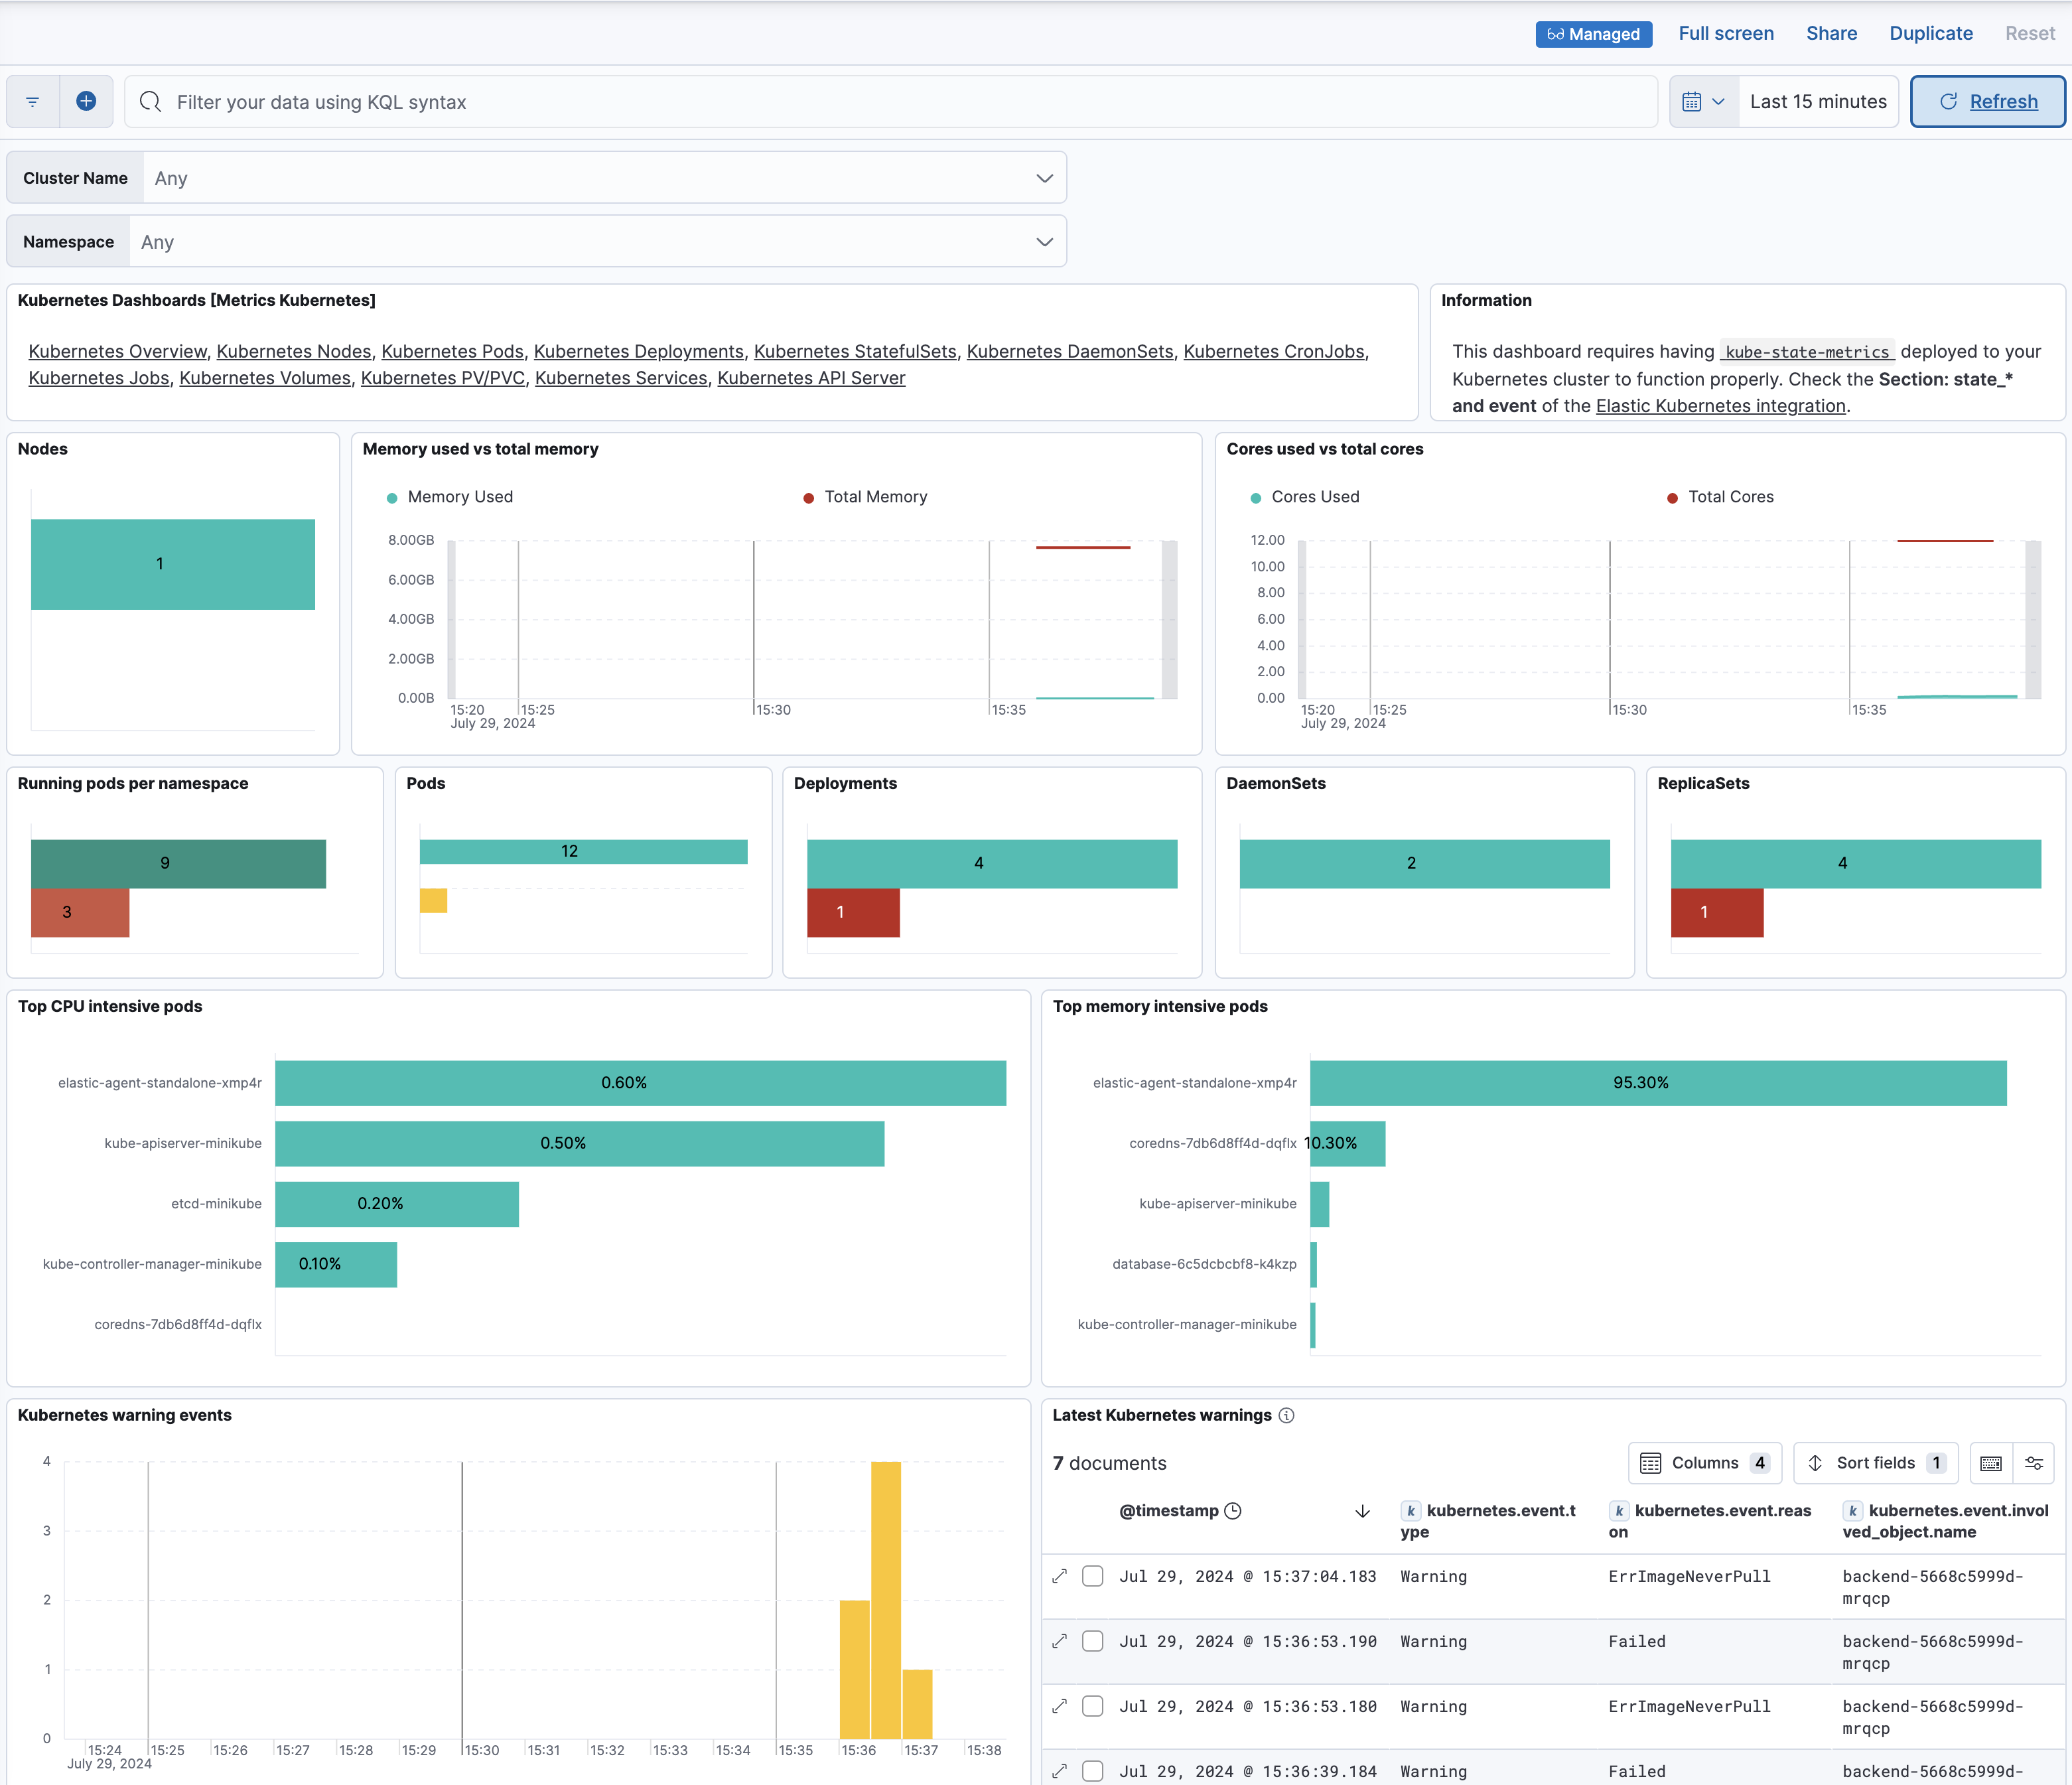 Managed Full screen Share Duplicate Reset
Filter your data using KQL syntax Last 15 minutes Refresh
Cluster Name Any
Namespace Any
Kubernetes Dashboards [Metrics Kubernetes]
Kubernetes Overview, Kubernetes Nodes, Kubernetes Pods, Kubernetes Deployments, Kubernetes StatefulSets, Kubernetes DaemonSets, Kubernetes CronJobs,
Kubernetes Jobs, Kubernetes Volumes, Kubernetes PV/PVC, Kubernetes Services, Kubernetes API Server
Information
This dashboard requires having kube-state-metrics deployed to your
Kubernetes cluster to function properly. Check the Section: state_*
and event of the Elastic Kubernetes integration.
Nodes
1
Memory used vs total memory
Memory Used Total Memory
8.00GB
6.00GB
4.00GB
2.00GB
0.00B
15:20 15:25 15:30 15:35
July 29, 2024
Cores used vs total cores
Cores Used Total Cores
12.00
10.00
8.00
6.00
4.00
2.00
0.00
15:20 15:25 15:30 15:35
July 29, 2024
Running pods per namespace
9
3
Pods
12
Deployments
4
1
DaemonSets
2
ReplicaSets
4
1
Top CPU intensive pods
elastic-agent-standalone-xmp4r 0.60%
kube-apiserver-minikube 0.50%
etcd-minikube 0.20%
kube-controller-manager-minikube 0.10%
coredns-7db6d8ff4d-dqflx
Top memory intensive pods
elastic-agent-standalone-xmp4r 95.30%
coredns-7db6d8ff4d-dqflx 10.30%
kube-apiserver-minikube
database-6c5dcbcbf8-k4kzp
kube-controller-manager-minikube
Kubernetes warning events
4
3
2
1
0
15:24 15:25 15:26 15:27 15:28 15:29 15:30 15:31 15:32 15:33 15:34 15:35 15:36 15:37 15:38
July 29, 2024
Latest Kubernetes warnings
7 documents Columns 4 Sort fields 1
@timestamp k kubernetes.event.t k kubernetes.event.reas k kubernetes.event.invol
ype on ved_object.name
Jul 29, 2024 @ 15:37:04.183 Warning ErrImageNeverPull backend-5668c5999d-
mrqcp
Jul 29, 2024 @ 15:36:53.190 Warning Failed backend-5668c5999d-
mrqcp
Jul 29, 2024 @ 15:36:53.180 Warning ErrImageNeverPull backend-5668c5999d-
mrqcp
Jul 29, 2024 @ 15:36:39.184 Warning Failed backend-5668c5999d-